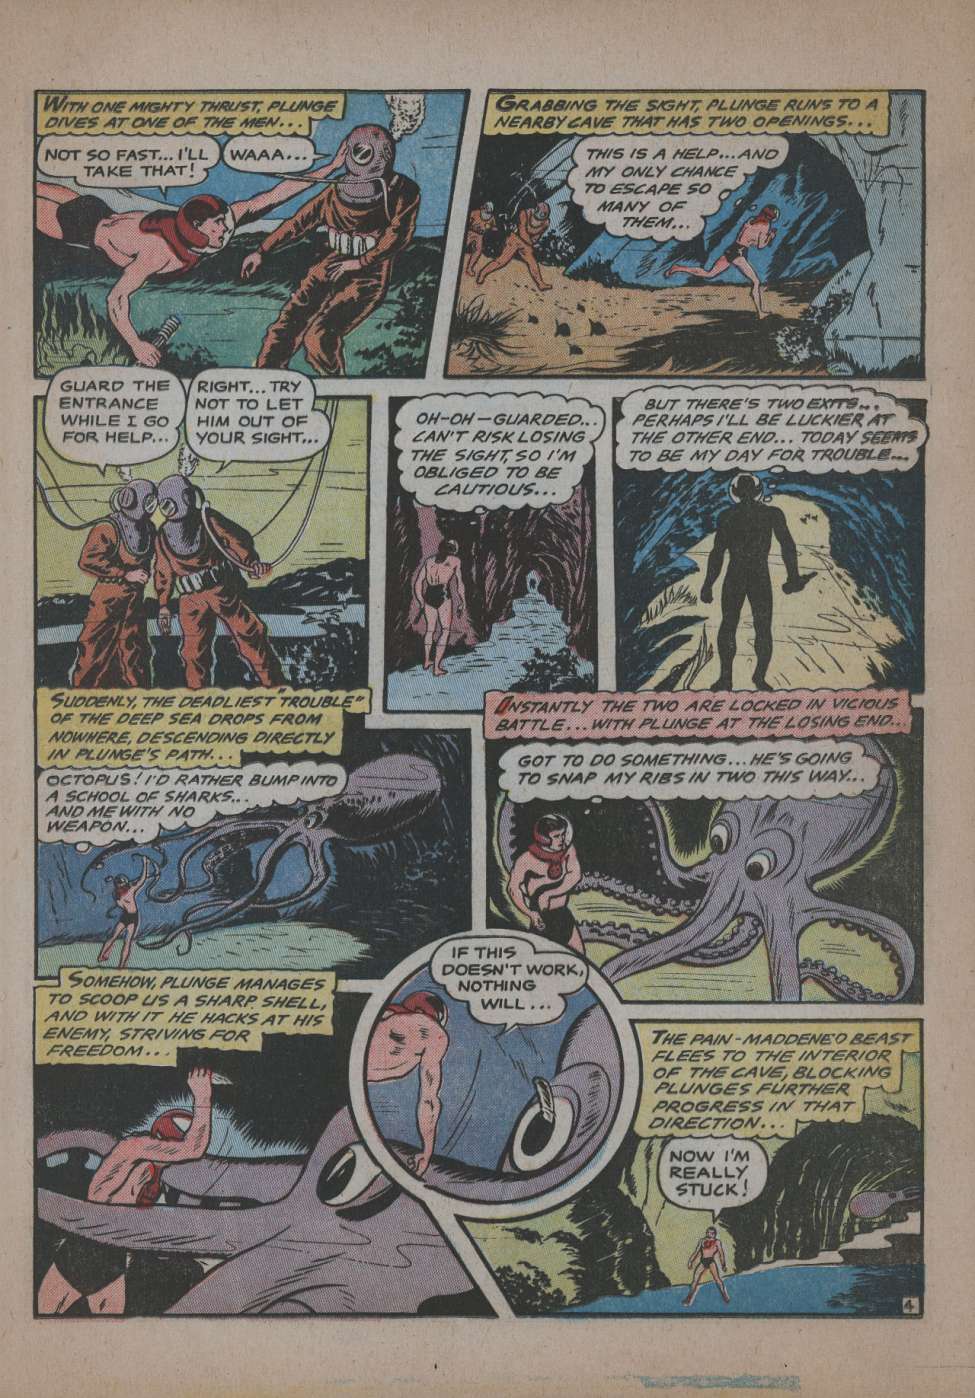 WITH ONE MIGHTY THRUST, PLUNGE
DIVES AT ONE OF THE MEN...
NOT SO FAST... I'LL
TAKE THAT!
WAAA...
GRABBING THE SIGHT, PLUNGE RUNS TO A
NEARBY CAVE THAT HAS TWO OPENINGS...
THIS IS A HELP... AND
MY ONLY CHANCE
TO ESCAPE SO
MANY OF
THEM...
GUARD THE
ENTRANCE
WHILE I GO
FOR HELP...
RIGHT... TRY
NOT TO LET
HIM OUT OF
YOUR SIGHT...
OH-OH-GUARDED...
CAN'T RISK LOSING
THE SIGHT, SO I'M
OBLIGED TO BE
CAUTIOUS...
BUT THERE'S TWO EXITS...
PERHAPS I'LL BE LUCKIER AT
THE OTHER END... TODAY SEEMS
TO BE MY DAY FOR TROUBLE...
SUDDENLY, THE DEADLIEST "TROUBLE"
OF THE DEEP SEA DROPS FROM
NOWHERE, DESCENDING DIRECTLY
IN PLUNGE'S PATH...
OCTOPUS! I'D RATHER BUMP INTO
A SCHOOL OF SHARKS...
AND ME WITH NO
WEAPON...
INSTANTLY THE TWO ARE LOCKED IN VICIOUS
BATTLE... WITH PLUNGE AT THE LOSING END...
GOT TO DO SOMETHING... HE'S GOING
TO SNAP MY RIBS IN TWO THIS WAY...
SOMEHOW, PLUNGE MANAGES
TO SCOOP US A SHARP SHELL,
AND WITH IT HE HACKS AT HIS
ENEMY, STRIVING FOR
FREEDOM...
IF THIS
DOESN'T WORK,
NOTHING
WILL...
THE PAIN-MADDENE'D BEAST
FLEES TO THE INTERIOR
OF THE CAVE, BLOCKING
PLUNGES FURTHER
PROGRESS IN THAT
DIRECTION...
NOW I'M
REALLY
STUCK!
4